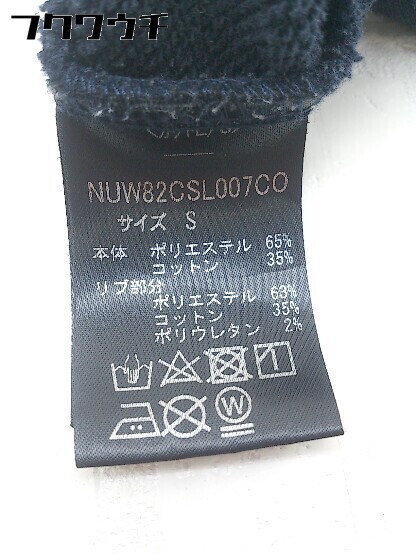 フクウウチ
NUW82CSL007CO
サイズ S
本体 ポリエステル 65%
コットン 35%
リブ部分
ポリエステル 63%
コットン 35%
ポリウレタン 2%
W